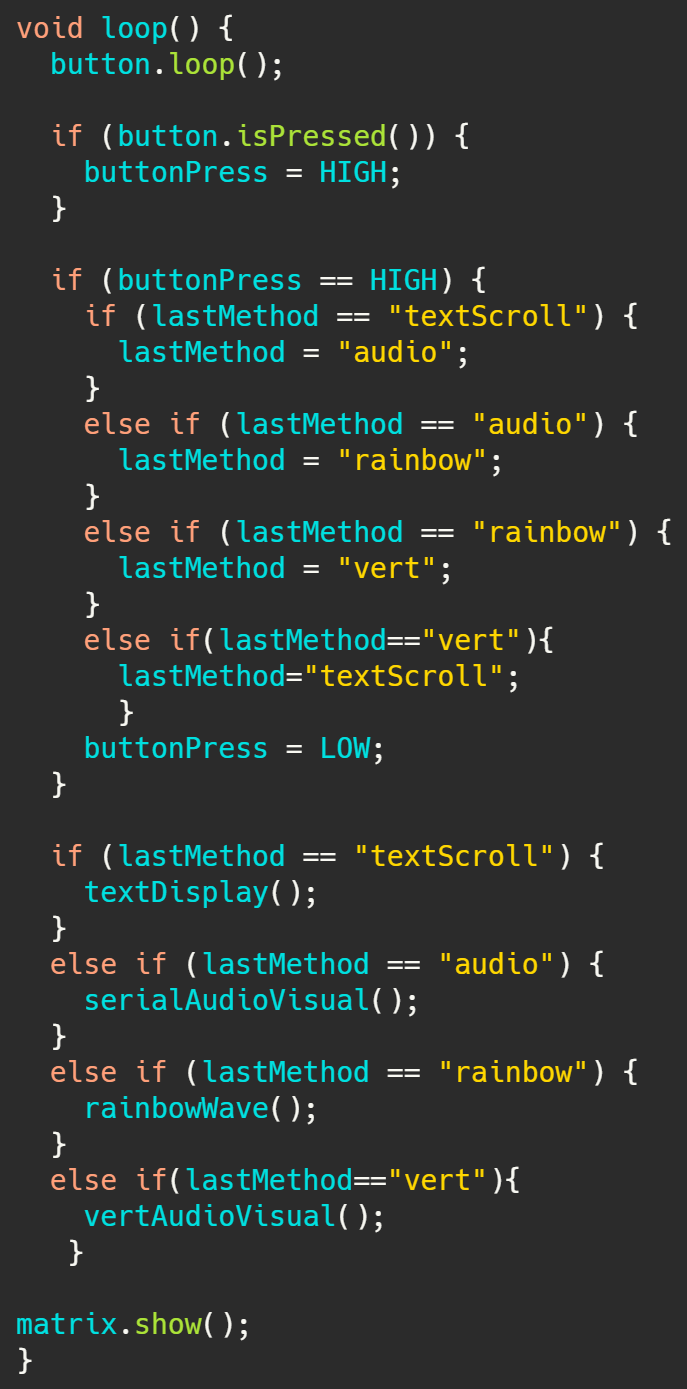 void loop() {
  button.loop();

  if (button.isPressed()) {
    buttonPress = HIGH;
  }

  if (buttonPress == HIGH) {
    if (lastMethod == "textScroll") {
      lastMethod = "audio";
    }
    else if (lastMethod == "audio") {
      lastMethod = "rainbow";
    }
    else if (lastMethod == "rainbow") {
      lastMethod = "vert";
    }
    else if(lastMethod=="vert"){
      lastMethod="textScroll";
      }
    buttonPress = LOW;
  }

  if (lastMethod == "textScroll") {
    textDisplay();
  }
  else if (lastMethod == "audio") {
    serialAudioVisual();
  }
  else if (lastMethod == "rainbow") {
    rainbowWave();
  }
  else if(lastMethod=="vert"){
    vertAudioVisual();
   }

matrix.show();
}